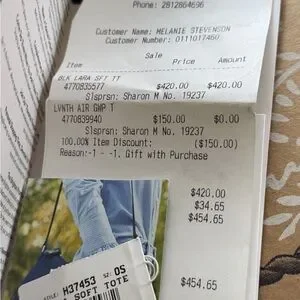 Phone: 2812864696
Customer Name: MELANIE STEVENSON
Customer Number: 0111017460
Sale
Item Price Amount
BLK LARA SFT TT
4770835577 $420.00 $420.00
Slsprsn: Sharon M No. 19237
LVNTH AIR GWP T
4770839940 $150.00 $0.00
Slsprsn: Sharon M No. 19237
100.00% Item Discount: ($150.00)
Reason:-1 - -1. Gift with Purchase
$420.00
$34.65
$454.65
$454.65
H37453 SZ: OS
SOFT TOTE